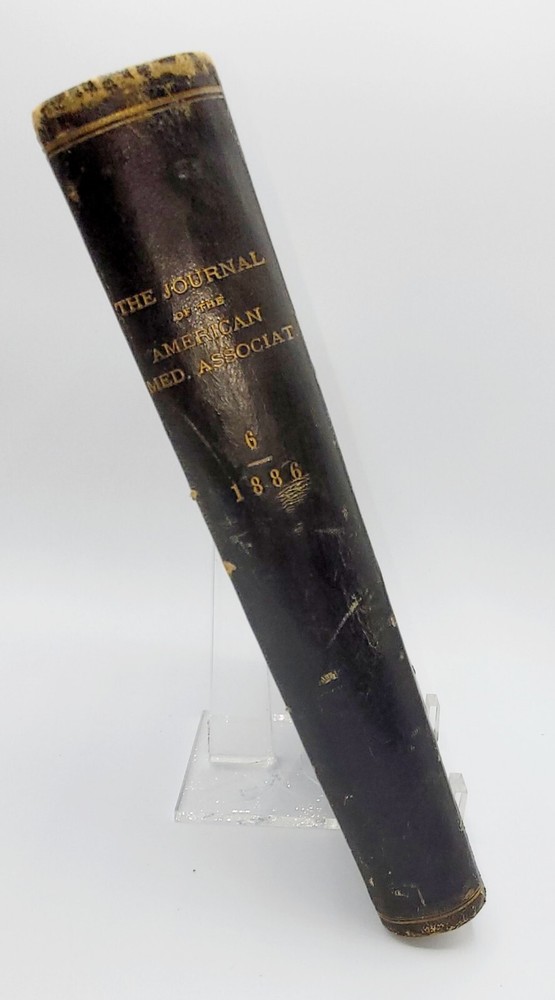 THE JOURNAL
OF THE
AMERICAN
MED. ASSOCIAT
6
1886